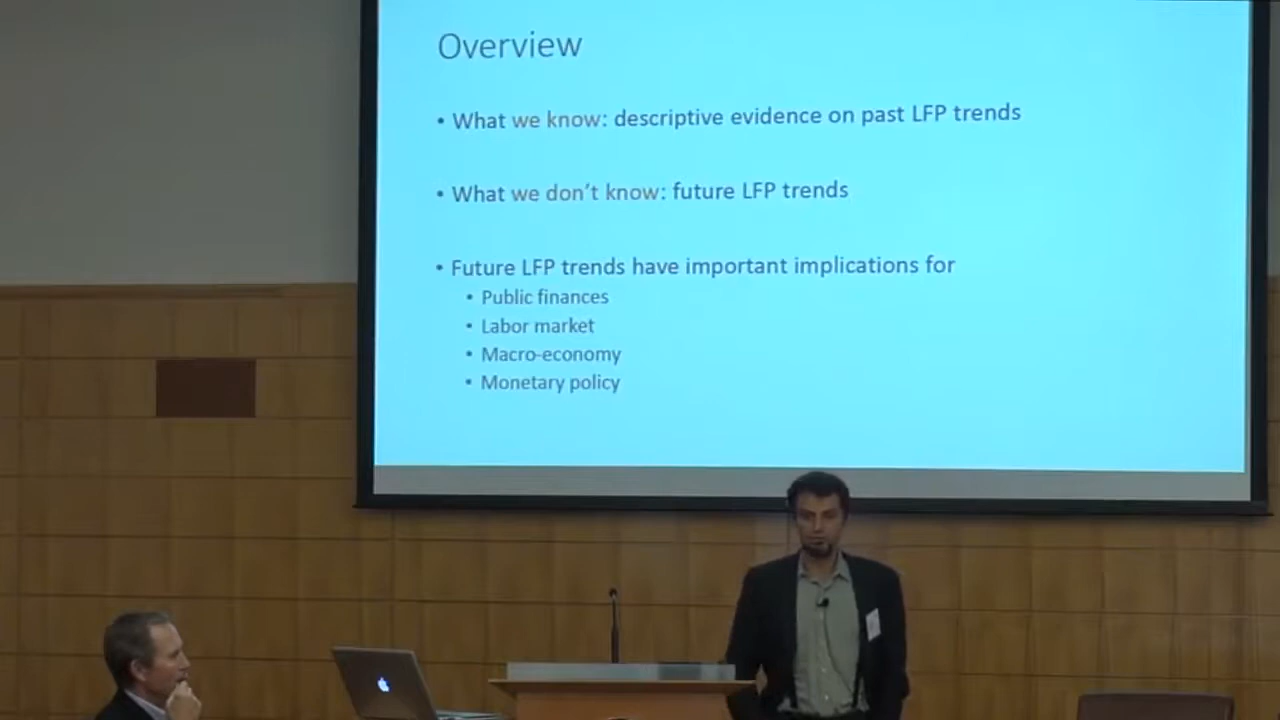 Overview
• What we know: descriptive evidence on past LFP trends
• What we don't know: future LFP trends
• Future LFP trends have important implications for
• Public finances
• Labor market
• Macro-economy
• Monetary policy